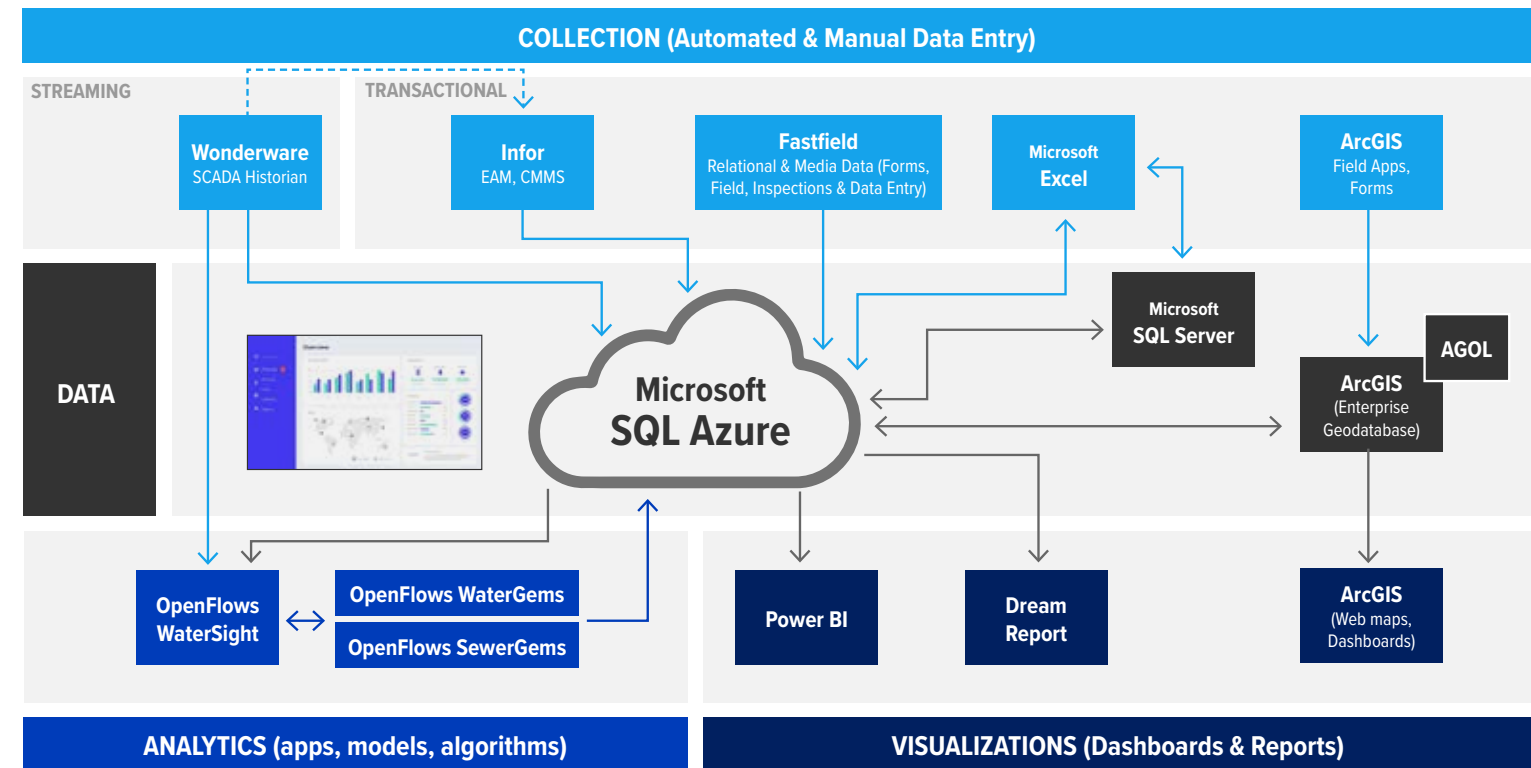 COLLECTION (Automated & Manual Data Entry)
STREAMING
TRANSACTIONAL
Wonderware
SCADA Historian
Infor
EAM, CMMS
Fastfield
Relational & Media Data (Forms,
Field, Inspections & Data Entry)
Microsoft
Excel
ArcGIS
Field Apps,
Forms
DATA
Microsoft
SQL Azure
Microsoft
SQL Server
AGOL
ArcGIS
(Enterprise
Geodatabase)
OpenFlows
WaterSight
OpenFlows WaterGems
OpenFlows SewerGems
Power BI
Dream
Report
ArcGIS
(Web maps,
Dashboards)
ANALYTICS (apps, models, algorithms)
VISUALIZATIONS (Dashboards & Reports)